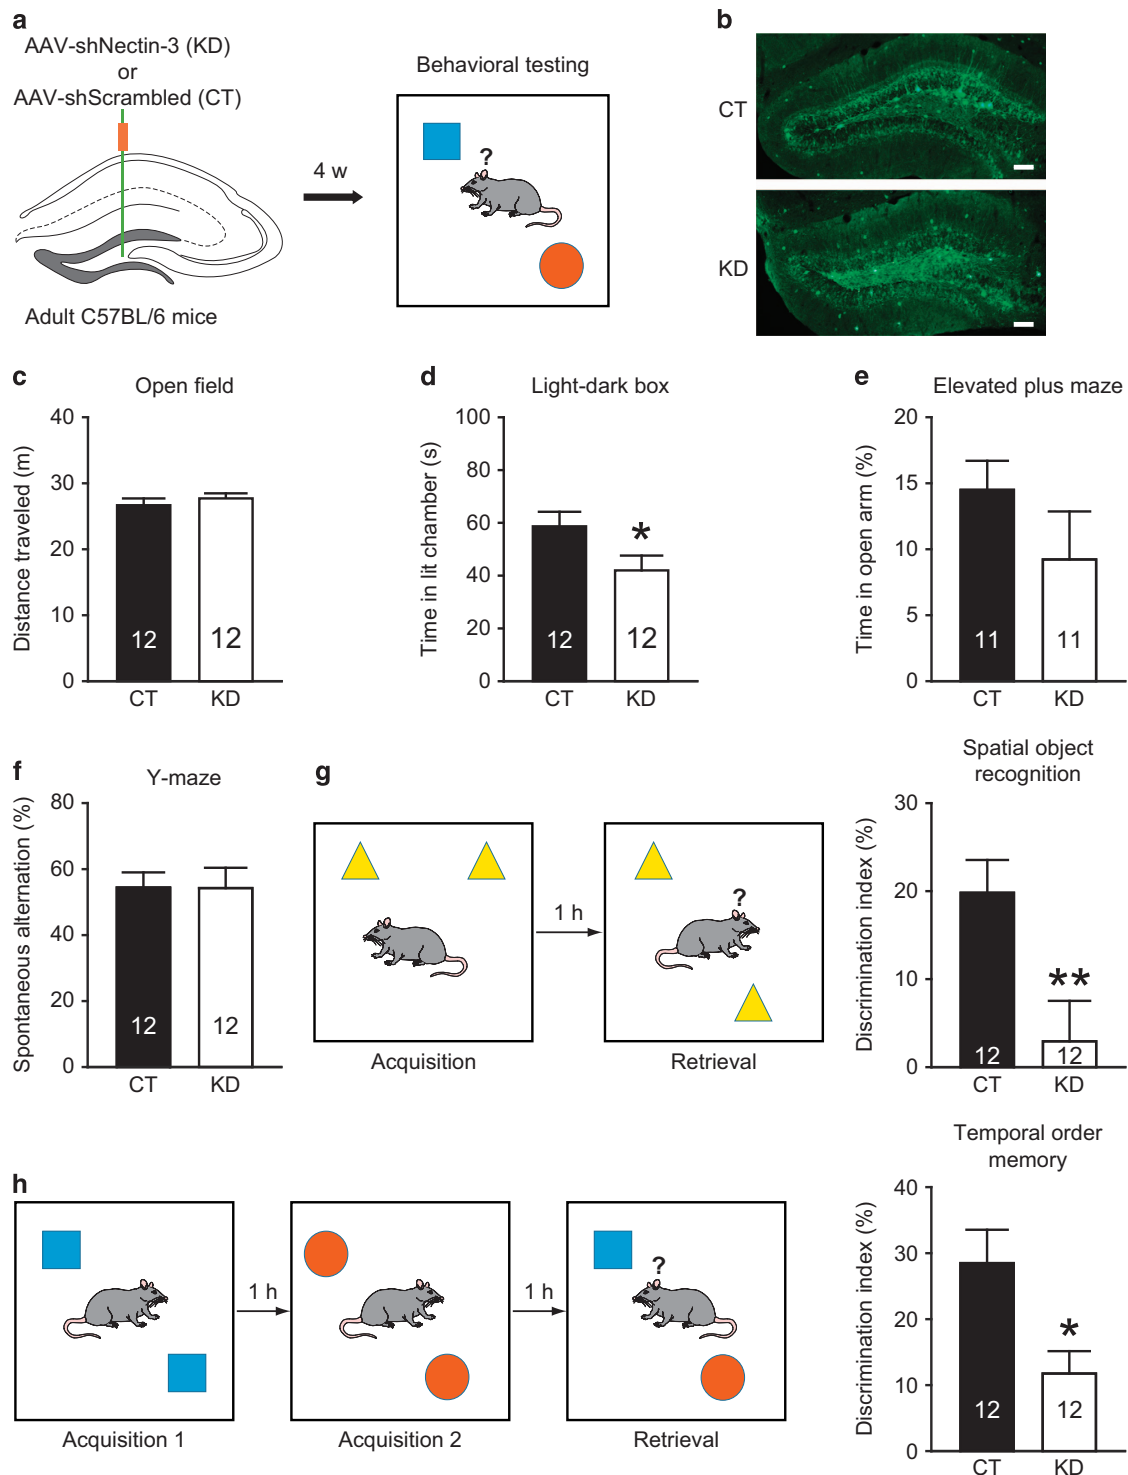 a
AAV-shNectin-3 (KD)
or
AAV-shScrambled (CT)
4 w
Behavioral testing
?
Adult C57BL/6 mice
b
CT
KD
c
Open field
Distance traveled (m)
40
30
20
10
0
12
12
CT
KD
d
Light-dark box
Time in lit chamber (s)
100
80
60
40
20
0
*
12
12
CT
KD
e
Elevated plus maze
Time in open arm (%)
20
15
10
5
0
11
11
CT
KD
f
Y-maze
Spontaneous alternation (%)
80
60
40
20
0
12
12
CT
KD
g
1 h
?
Acquisition
Retrieval
Spatial object
recognition
Discrimination index (%)
30
20
10
0
**
12
12
CT
KD
h
1 h
1 h
?
Acquisition 1
Acquisition 2
Retrieval
Temporal order
memory
Discrimination index (%)
40
30
20
10
0
*
12
12
CT
KD